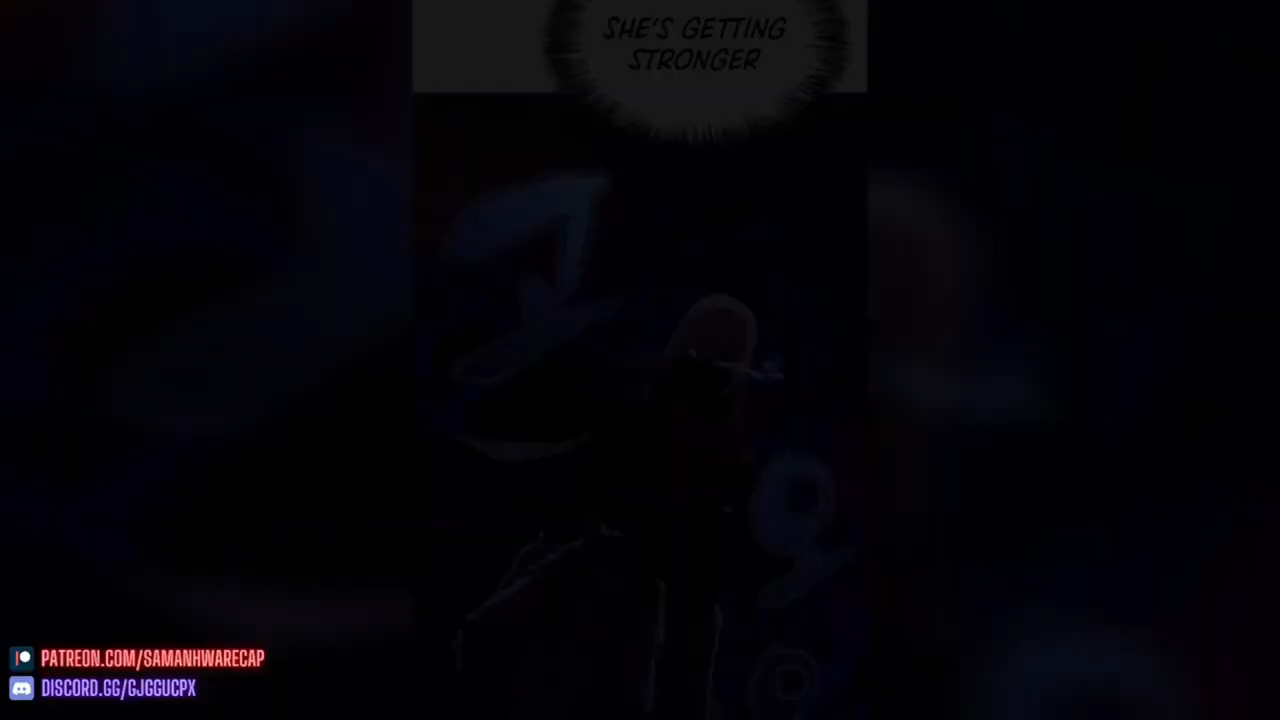 SHE'S GETTING
STRONGER
PATREON.COM/SAMANHWARECAP
DISCORD.GG/GJGGUCPX